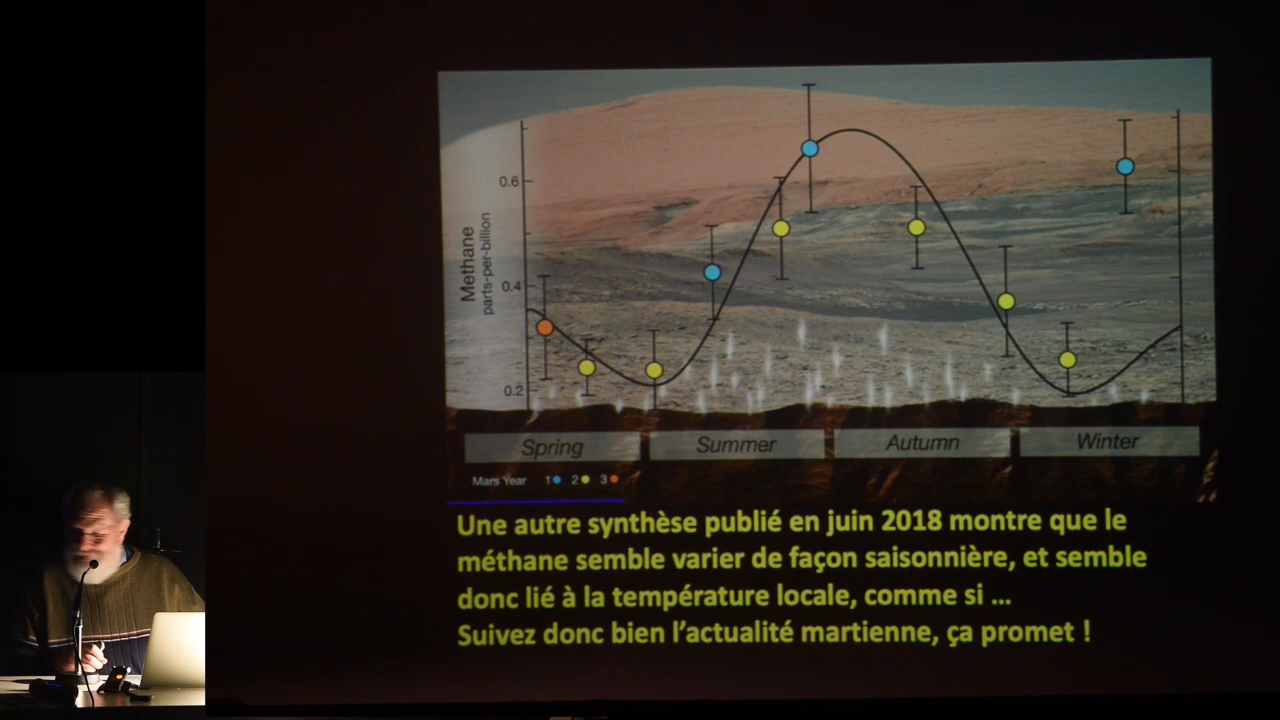 0.6
Methane
parts-per-billion
0.4
0.2
Spring Summer Autumn Winter
Mars Year 1 2 3
Une autre synthèse publié en juin 2018 montre que le
méthane semble varier de façon saisonnière, et semble
donc lié à la température locale, comme si ...
Suivez donc bien l’actualité martienne, ça promet !